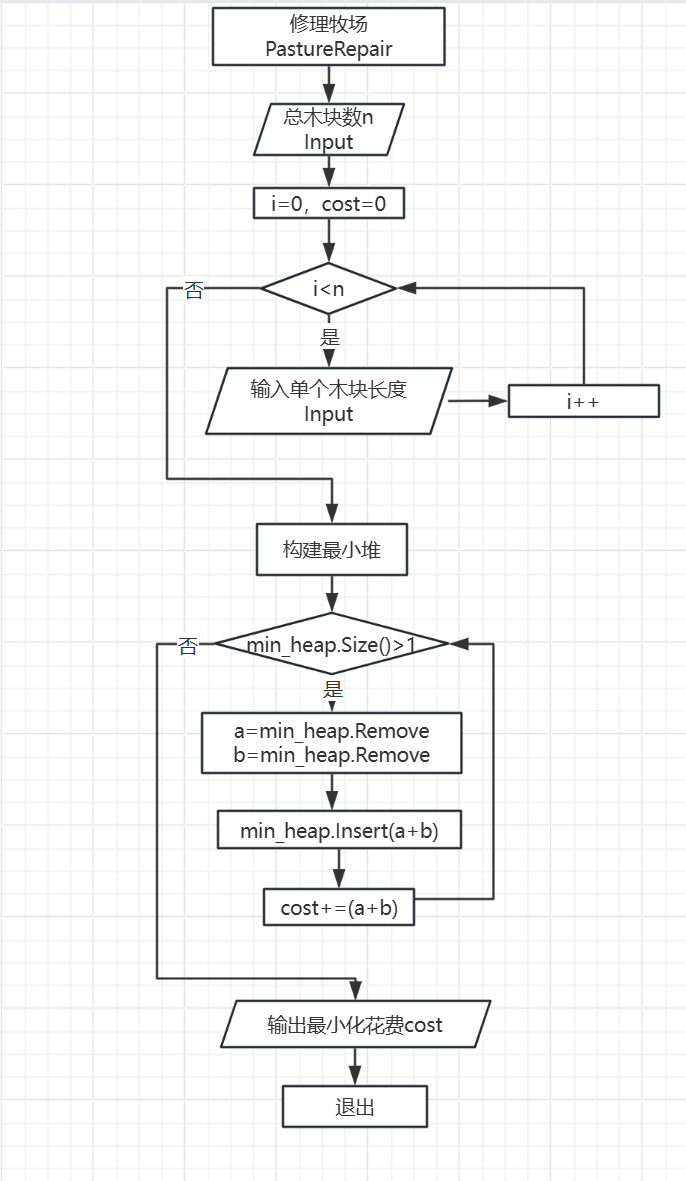 修理牧场
PastureRepair
总木块数n
Input
i=0，cost=0
i<n
否
是
输入单个木块长度
Input
i++
构建最小堆
min_heap.Size()>1
否
是
a=min_heap.Remove
b=min_heap.Remove
min_heap.Insert(a+b)
cost+=(a+b)
输出最小化花费cost
退出